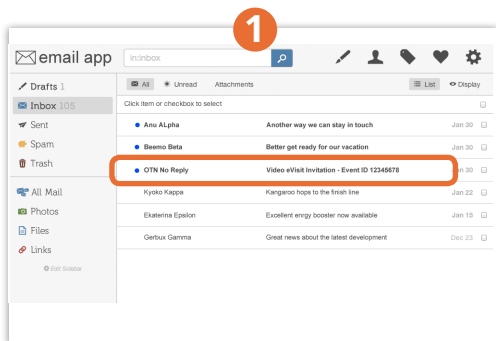 1
email app
in:inbox
Drafts 1
All Unread Attachments List Display
Inbox 105
Click item or checkbox to select
Sent
Anu ALpha Another way we can stay in touch Jan 30
Spam
Beemo Beta Better get ready for our vacation Jan 30
Trash
OTN No Reply Video eVisit Invitation - Event ID 12345678 Jan 30
All Mail
Kyoko Kappa Kangaroo hops to the finish line Jan 22
Photos
Ekaterina Epsilon Excellent enrgy booster now available Jan 15
Files
Gerbux Gamma Great news about the latest development Dec 23
Links
Edit Sidebar